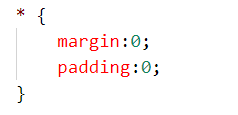 * {
    margin:0;
    padding:0;
}